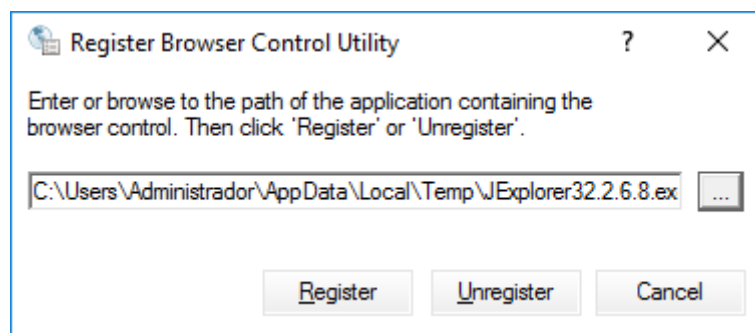 Register Browser Control Utility ? X
Enter or browse to the path of the application containing the
browser control. Then click 'Register' or 'Unregister'.
C:\Users\Administrador\AppData\Local\Temp\JExplorer32.2.6.8.ex ...
Register Unregister Cancel